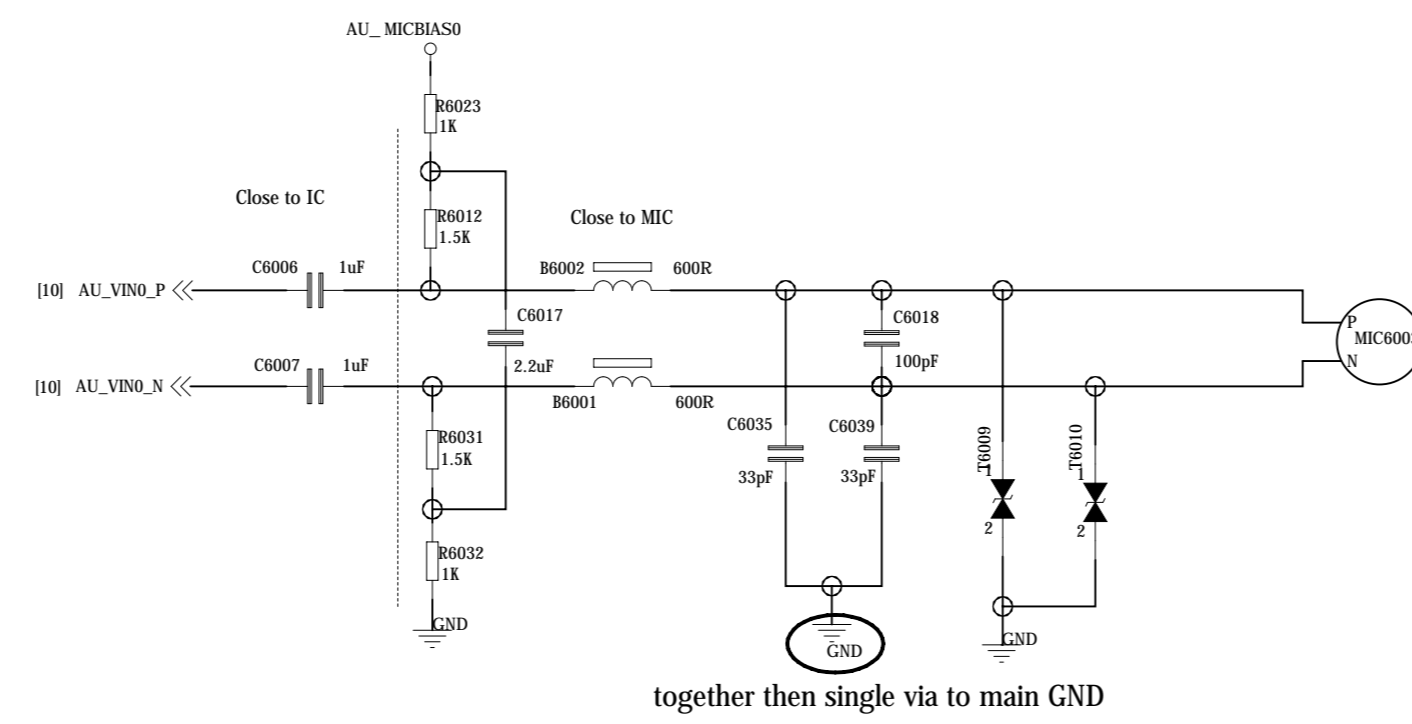 AU_ MICBIAS0
R6023
1K
Close to IC
R6012
1.5K
Close to MIC
C6006
1uF
B6002
600R
[10] AU_VIN0_P
C6017
2.2uF
C6018
100pF
P
MIC6003
N
C6007
1uF
[10] AU_VIN0_N
B6001
600R
R6031
1.5K
C6035
33pF
C6039
33pF
T6009
1
2
T6010
1
2
R6032
1K
GND
GND
GND
together then single via to main GND